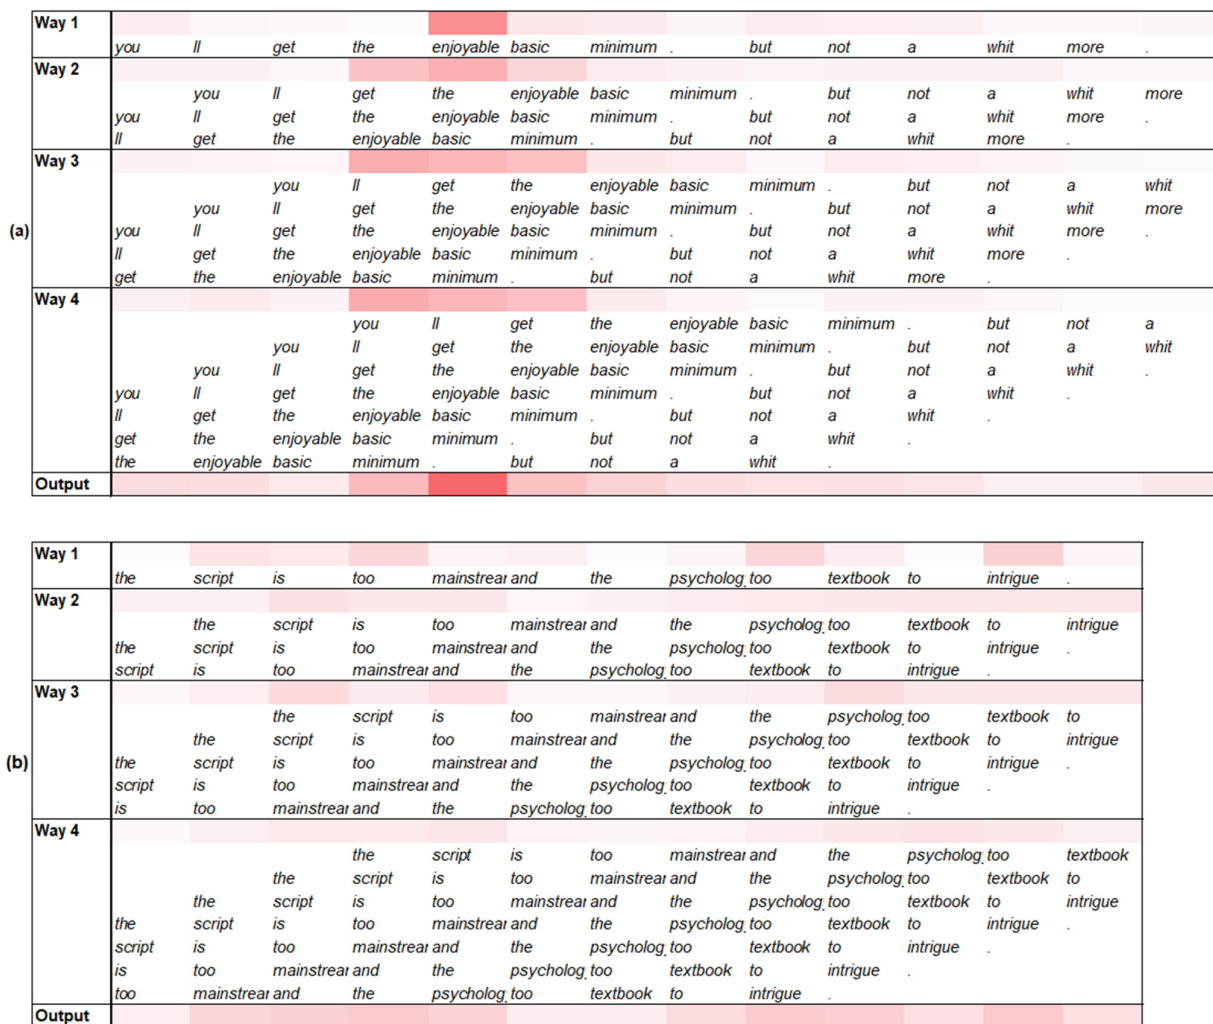 Way 1
you ll get the enjoyable basic minimum . but not a whit more .
Way 2
you ll get the enjoyable basic minimum . but not a whit more
you ll get the enjoyable basic minimum . but not a whit more .
ll get the enjoyable basic minimum . but not a whit more .
Way 3
you ll get the enjoyable basic minimum . but not a whit
you ll get the enjoyable basic minimum . but not a whit more
(a) you ll get the enjoyable basic minimum . but not a whit more .
ll get the enjoyable basic minimum . but not a whit more .
get the enjoyable basic minimum . but not a whit more .
Way 4
you ll get the enjoyable basic minimum . but not a
you ll get the enjoyable basic minimum . but not a whit
you ll get the enjoyable basic minimum . but not a whit .
you ll get the enjoyable basic minimum . but not a whit .
ll get the enjoyable basic minimum . but not a whit .
get the enjoyable basic minimum . but not a whit .
the enjoyable basic minimum . but not a whit .
Output
Way 1
the script is too mainstrear and the psycholog too textbook to intrigue .
Way 2
the script is too mainstrear and the psycholog too textbook to intrigue
the script is too mainstrear and the psycholog too textbook to intrigue .
script is too mainstrear and the psycholog too textbook to intrigue .
Way 3
the script is too mainstrear and the psycholog too textbook to
the script is too mainstrear and the psycholog too textbook to intrigue
(b) the script is too mainstrear and the psycholog too textbook to intrigue .
script is too mainstrear and the psycholog too textbook to intrigue .
is too mainstrear and the psycholog too textbook to intrigue .
Way 4
the script is too mainstrear and the psycholog too textbook
the script is too mainstrear and the psycholog too textbook to
the script is too mainstrear and the psycholog too textbook to intrigue
the script is too mainstrear and the psycholog too textbook to intrigue .
script is too mainstrear and the psycholog too textbook to intrigue .
is too mainstrear and the psycholog too textbook to intrigue .
too mainstrear and the psycholog too textbook to intrigue .
Output